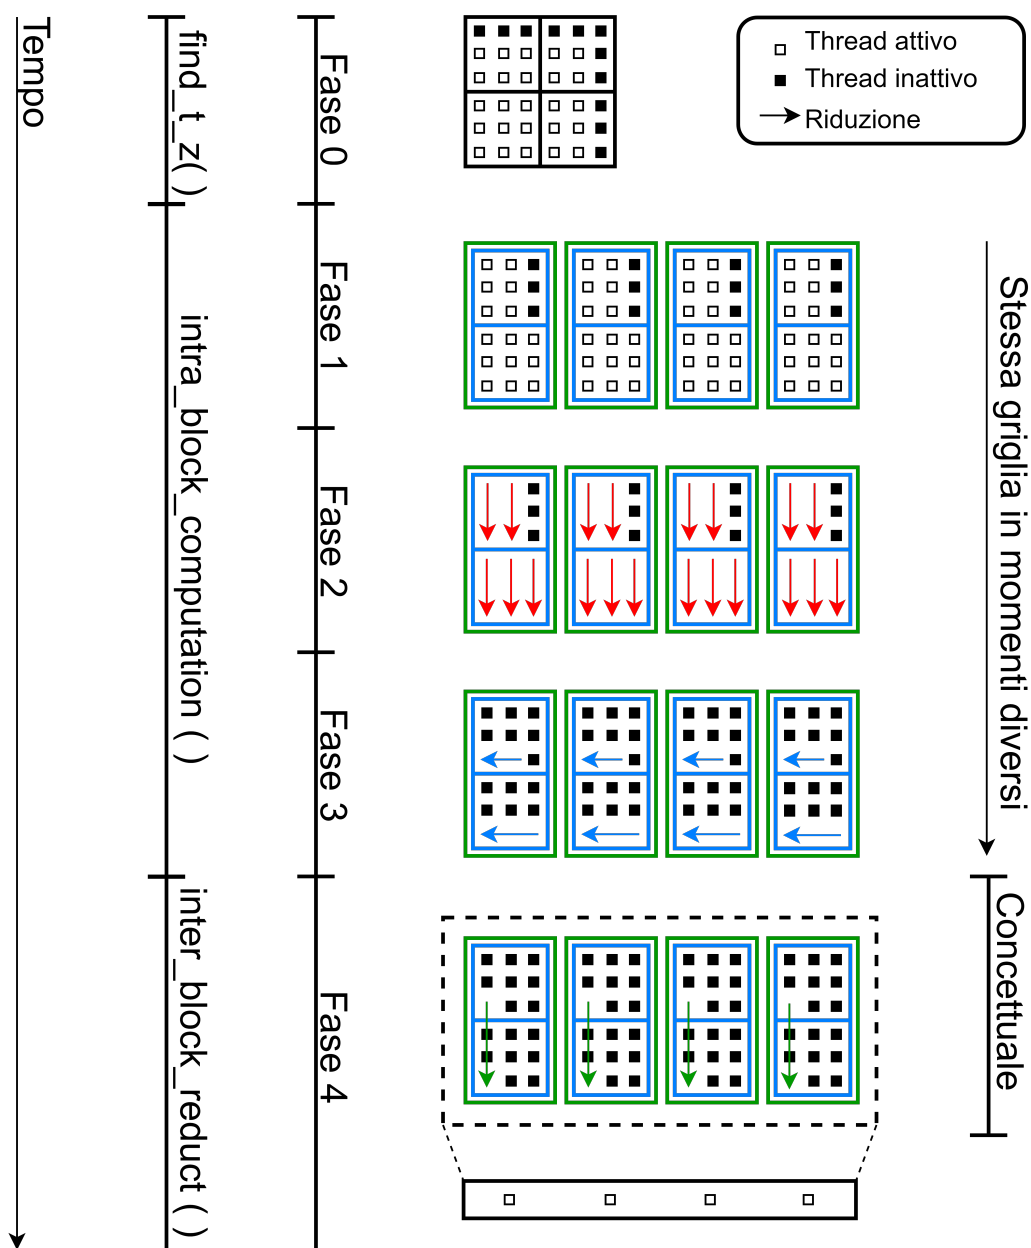 Thread attivo
Thread inattivo
Riduzione
Tempo
find_t_z( )
intra_block_computation ( )
inter_block_reduct ( )
Fase 0
Fase 1
Fase 2
Fase 3
Fase 4
Stessa griglia in momenti diversi
Concettuale